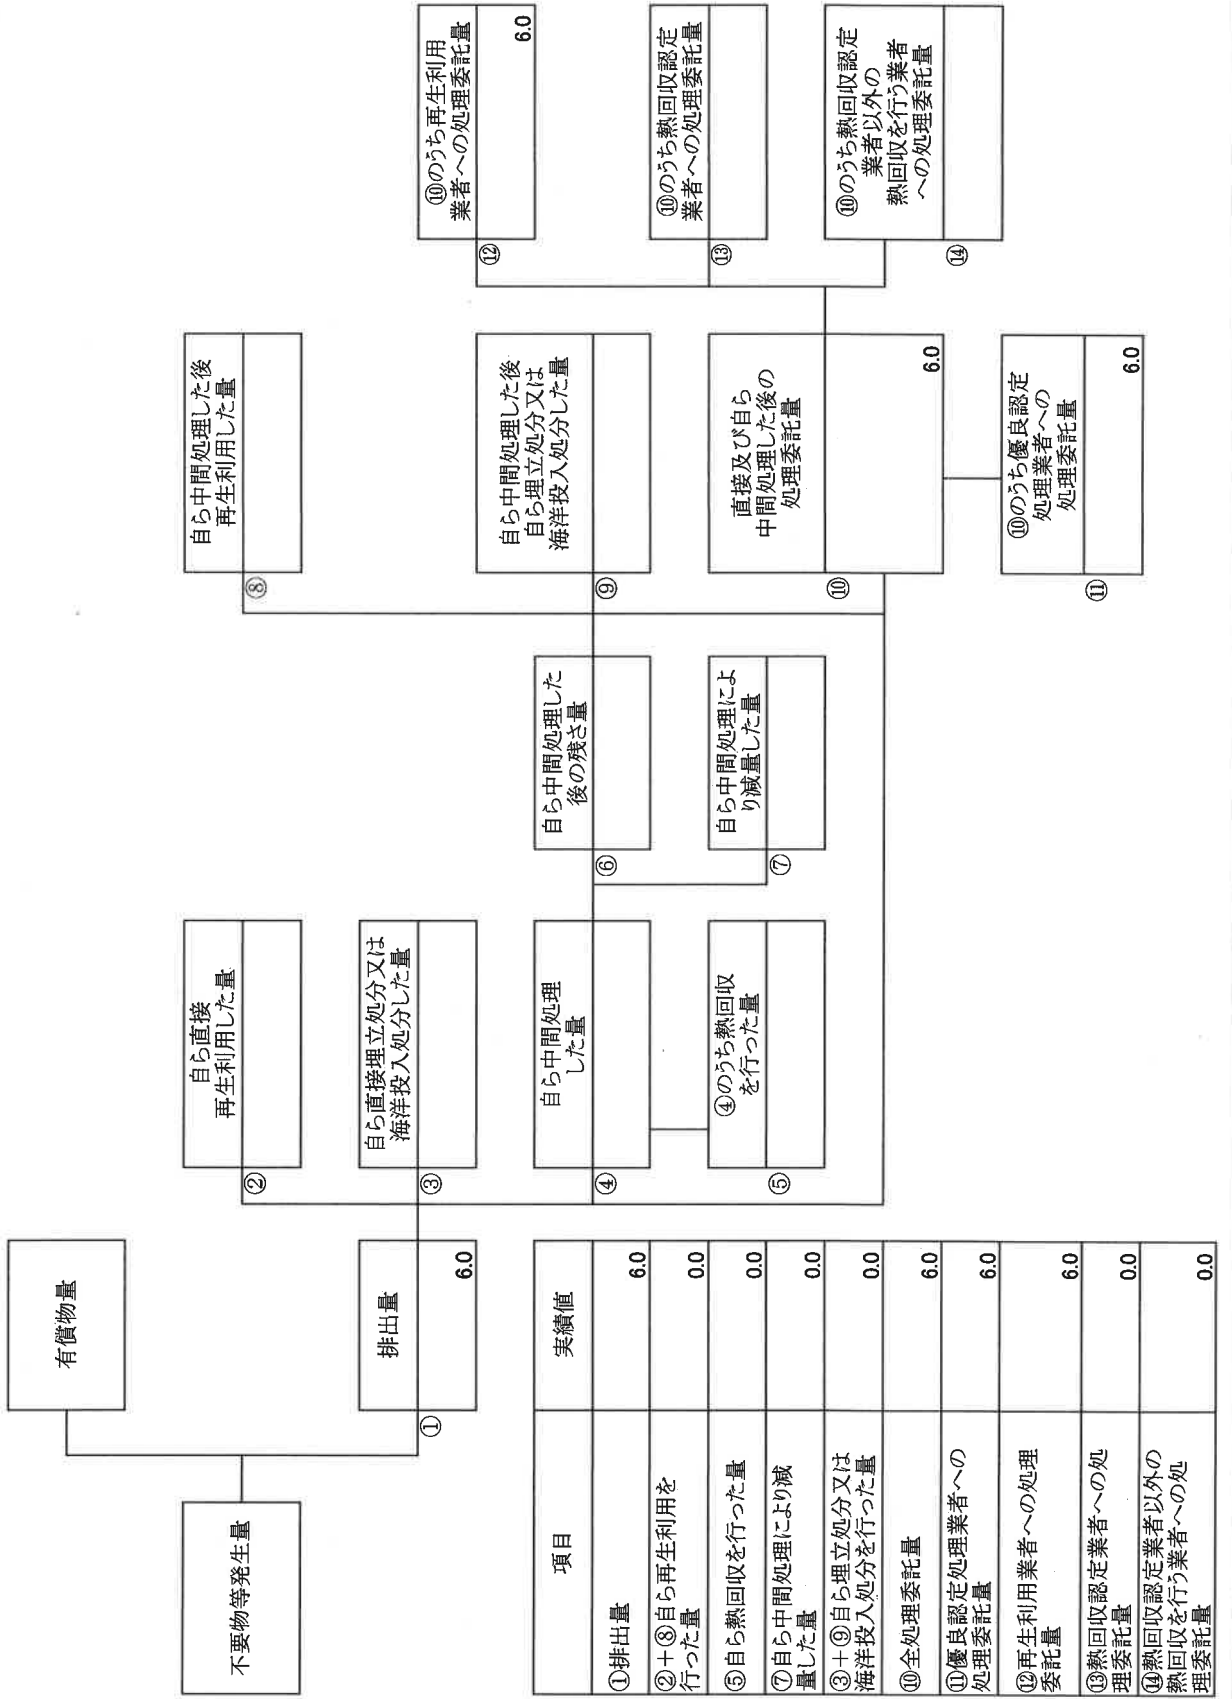 有償物量
不要物等発生量
排出量
①
6.0
自ら直接
再生利用した量
②
自ら直接埋立処分又は
海洋投入処分した量
③
自ら中間処理
した量
④
④のうち熱回収
を行った量
⑤
自ら中間処理した
後の残さ量
⑥
自ら中間処理によ
り減量した量
⑦
自ら中間処理した後
再生利用した量
⑧
自ら中間処理した後
自ら埋立処分又は
海洋投入処分した量
⑨
直接及び自ら
中間処理した後の
処理委託量
⑩
6.0
⑩のうち優良認定
処理業者への
処理委託量
⑪
6.0
⑩のうち再生利用
業者への処理委託量
⑫
6.0
⑩のうち熱回収認定
業者への処理委託量
⑬
⑩のうち熱回収認定
業者以外の
熱回収を行う業者
への処理委託量
⑭
項目 実績値
①排出量 6.0
②+⑧自ら再生利用を
行った量 0.0
⑤自ら熱回収を行った量 0.0
⑦自ら中間処理により減
量した量 0.0
③+⑨自ら埋立処分又は
海洋投入処分を行った量 0.0
⑩全処理委託量 6.0
⑪優良認定処理業者への
処理委託量 6.0
⑫再生利用業者への処理
委託量 6.0
⑬熱回収認定業者への処
理委託量 0.0
⑭熱回収認定業者以外の
熱回収を行う業者への処
理委託量 0.0